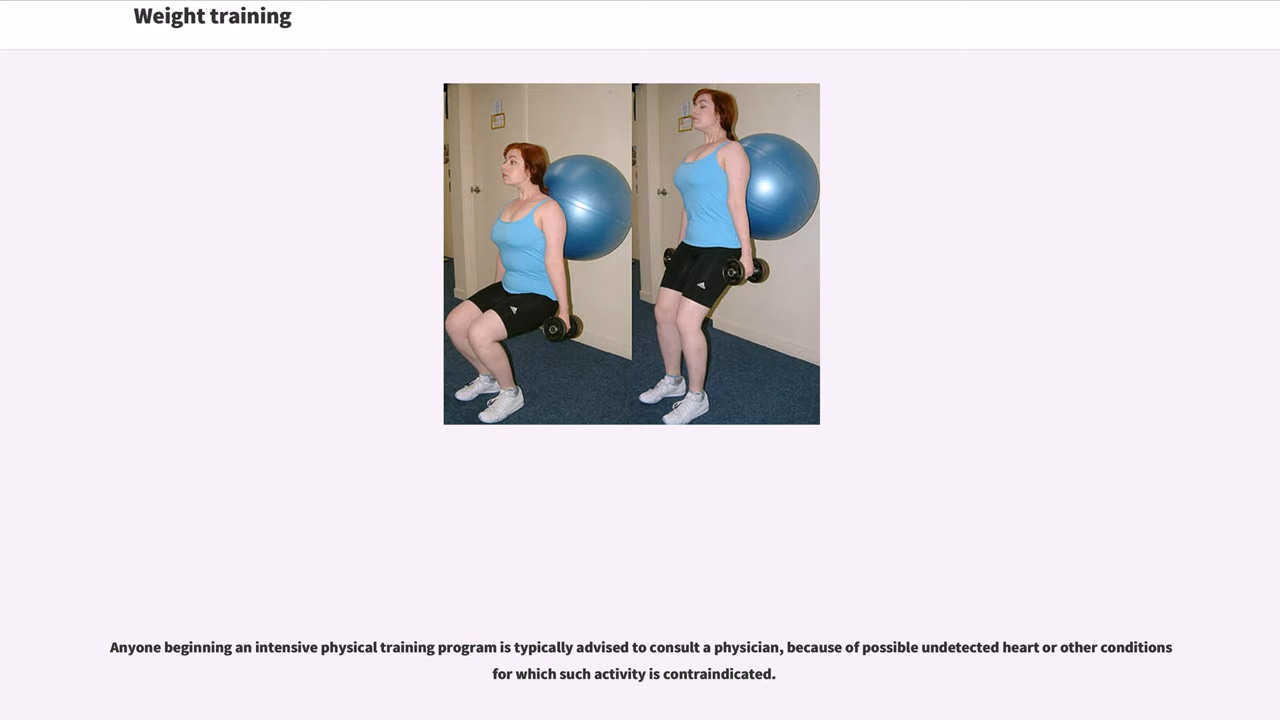 Weight training
Anyone beginning an intensive physical training program is typically advised to consult a physician, because of possible undetected heart or other conditions
for which such activity is contraindicated.